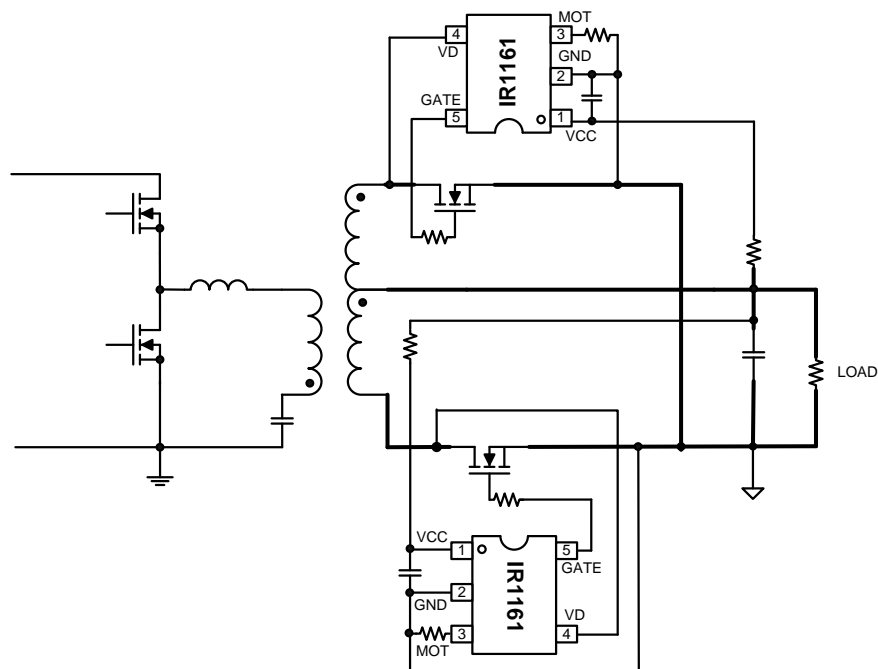 MOT
4
3
VD
GND
IR1161
2
GATE
5
1
VCC
LOAD
VCC
1
5
GATE
IR1161
2
GND
VD
3
4
MOT